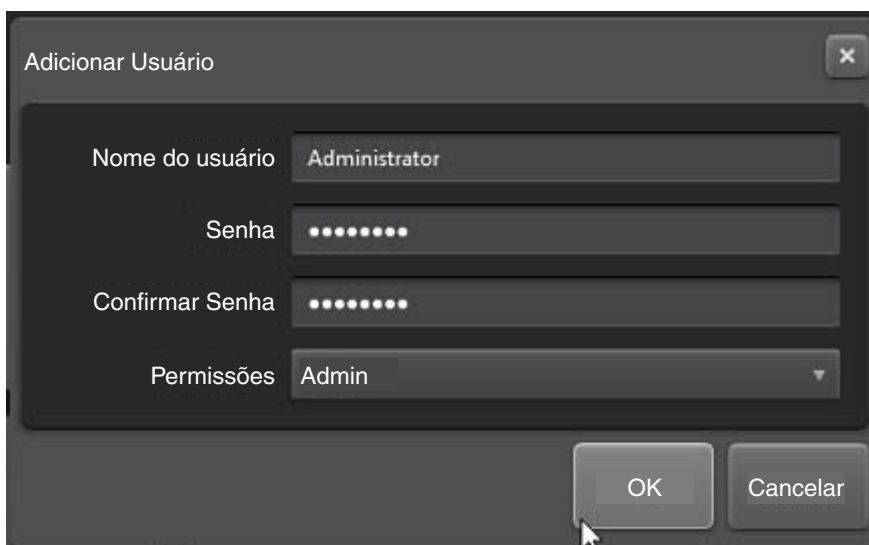 Adicionar Usuário
Nome do usuário Administrator
Senha ••••••••
Confirmar Senha ••••••••
Permissões Admin
OK Cancelar